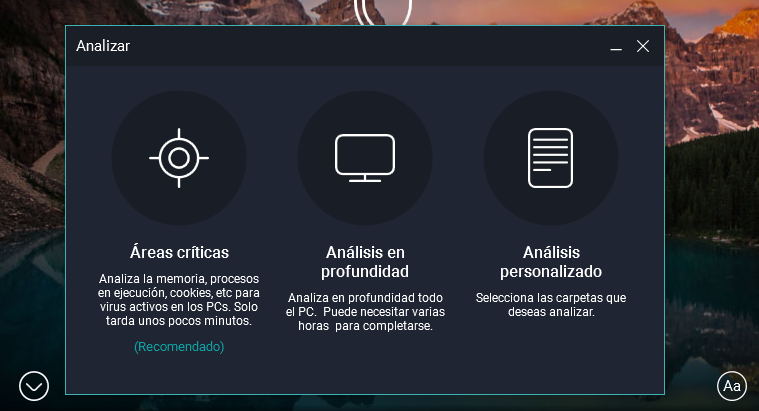 Analizar
Áreas críticas
Analiza la memoria, procesos
en ejecución, cookies, etc para
virus activos en los PCs. Solo
tarda unos pocos minutos.
(Recomendado)
Análisis en
profundidad
Analiza en profundidad todo
el PC.  Puede necesitar varias
horas  para completarse.
Análisis
personalizado
Selecciona las carpetas que
deseas analizar.
Aa